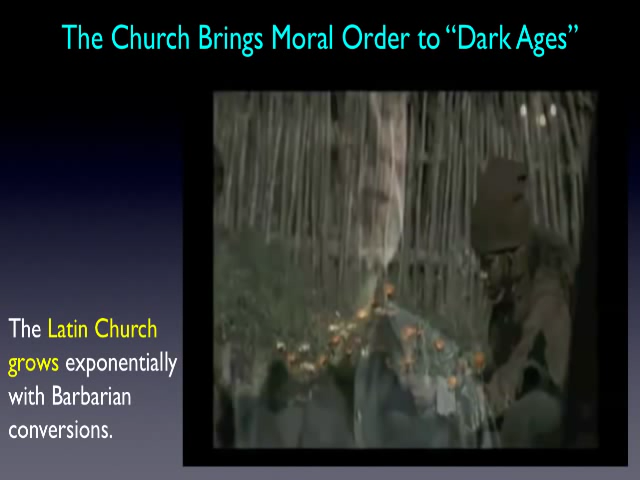 The Church Brings Moral Order to “Dark Ages”
The Latin Church
grows exponentially
with Barbarian
conversions.